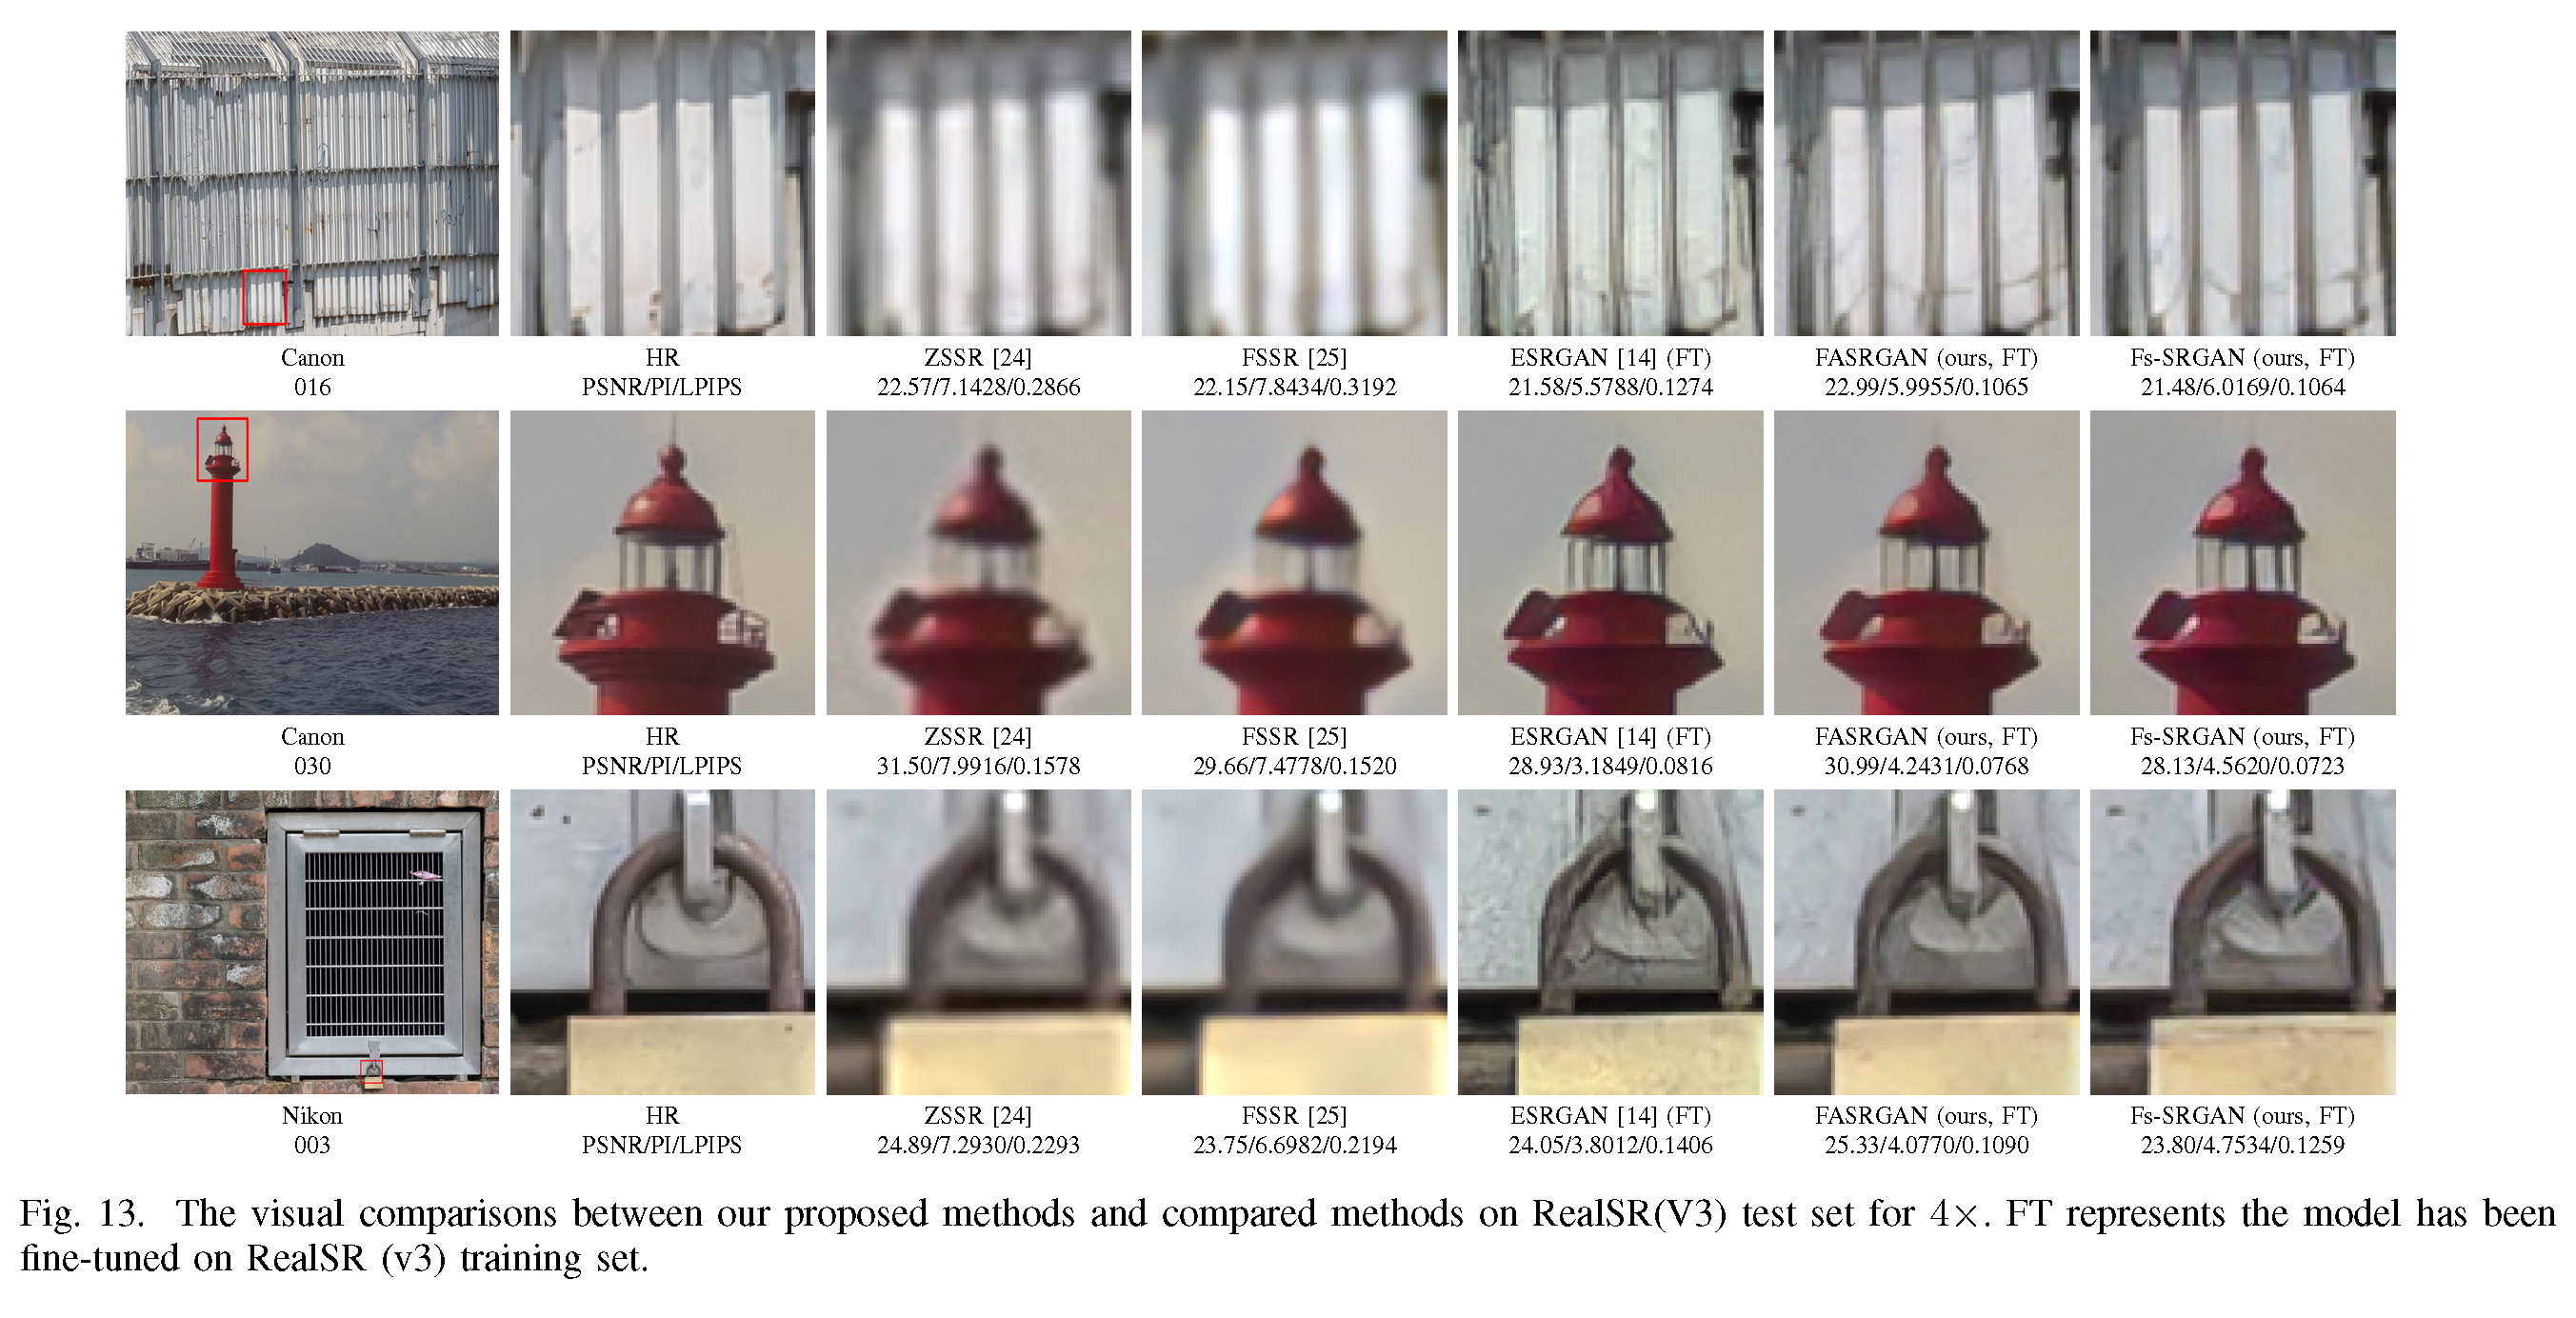 Canon HR ZSSR [24] FSSR [25] ESRGAN [14] (FT) FASRGAN (ours, FT) Fs-SRGAN (ours, FT)
016 PSNR/PI/LPIPS 22.57/7.1428/0.2866 22.15/7.8434/0.3192 21.58/5.5788/0.1274 22.99/5.9955/0.1065 21.48/6.0169/0.1064
Canon HR ZSSR [24] FSSR [25] ESRGAN [14] (FT) FASRGAN (ours, FT) Fs-SRGAN (ours, FT)
030 PSNR/PI/LPIPS 31.50/7.9916/0.1578 29.66/7.4778/0.1520 28.93/3.1849/0.0816 30.99/4.2431/0.0768 28.13/4.5620/0.0723
Nikon HR ZSSR [24] FSSR [25] ESRGAN [14] (FT) FASRGAN (ours, FT) Fs-SRGAN (ours, FT)
003 PSNR/PI/LPIPS 24.89/7.2930/0.2293 23.75/6.6982/0.2194 24.05/3.8012/0.1406 25.33/4.0770/0.1090 23.80/4.7534/0.1259
Fig. 13. The visual comparisons between our proposed methods and compared methods on RealSR(V3) test set for 4×. FT represents the model has been
fine-tuned on RealSR (v3) training set.